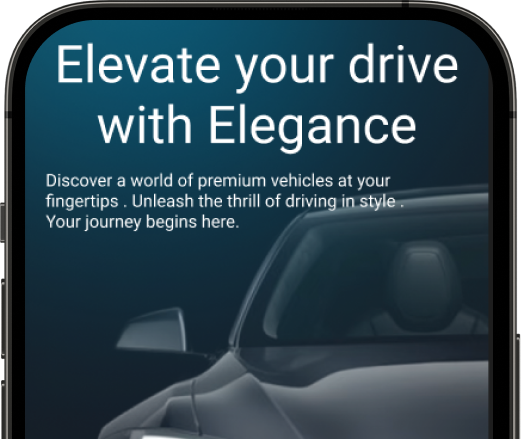 Elevate your drive
with Elegance
Discover a world of premium vehicles at your
fingertips . Unleash the thrill of driving in style .
Your journey begins here.